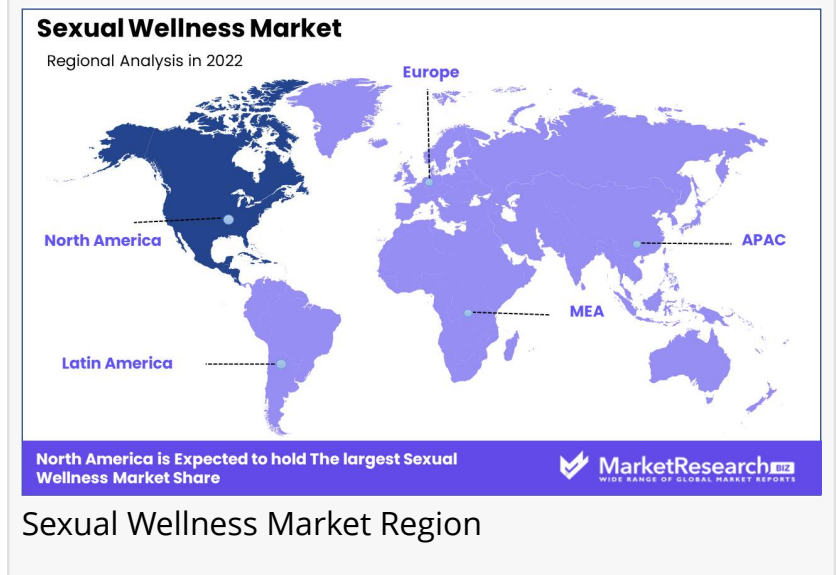 Sexual Wellness Market
Regional Analysis in 2022
Europe
North America
APAC
MEA
Latin America
North America is Expected to hold The largest Sexual
Wellness Market Share
MarketResearch BIZ
WIDE RANGE OF GLOBAL MARKET REPORTS
Sexual Wellness Market Region